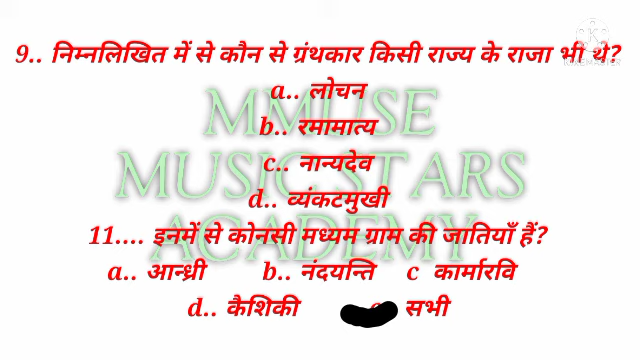 9.. निम्नलिखित में से कौन से ग्रंथकार किसी राज्य के राजा भी थे?
a.. लोचन
b.. रमामात्य
c.. नान्यदेव
d.. व्यंकटमुखी
11.... इनमें से कोनसी मध्यम ग्राम की जातियाँ हैं?
a.. आन्ध्री b.. नंदयन्ति c कार्मारवि
d.. कैशिकी सभी
MMUSE
MUSIC STARS
ACADEMY
KINEMASTER